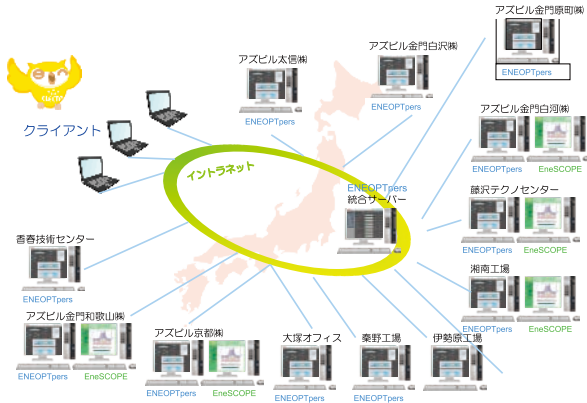 アズビル金門原町㈱
ENEOPTpers
アズビル太信㈱
ENEOPTpers
アズビル金門白沢㈱
ENEOPTpers
クライアント
イントラネット
アズビル金門白河㈱
ENEOPTpers
EneSCOPE
ENEOPTpers
統合サーバー
藤沢テクノセンター
ENEOPTpers
EneSCOPE
香春技術センター
ENEOPTpers
湘南工場
ENEOPTpers
EneSCOPE
アズビル金門和歌山㈱
ENEOPTpers
EneSCOPE
アズビル京都㈱
ENEOPTpers
EneSCOPE
大塚オフィス
ENEOPTpers
秦野工場
ENEOPTpers
伊勢原工場
ENEOPTpers